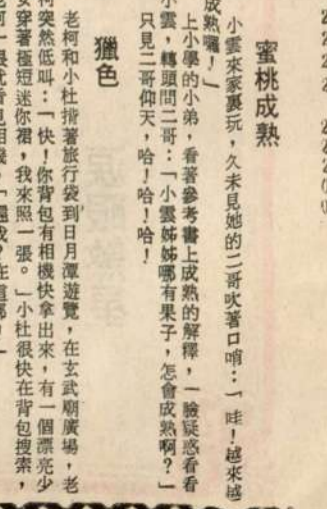 蜜桃成熟
小雲來家裏玩，久未見她的二哥吹著口哨：「哇！越來越
成熟囉！」
上小學的小弟，看著參考書上成熟的解釋，一臉疑惑看看
小雲，轉頭問二哥：「小雲姊姊哪有果子，怎會成熟啊？」
只見二哥仰天，哈！哈！哈！
獵色
老柯和小杜揹著旅行袋到日月潭遊覽，在玄武廟廣場，老
柯突然低叫：「快！你背包有相機快拿出來，有一個漂亮少
女穿著極短迷你裙，我來照一張。」小杜很快在背包搜索，